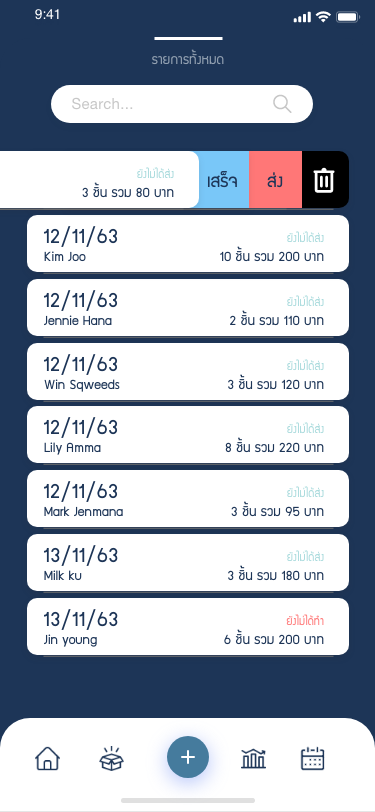 9:41
รายการทั้งหมด
Search...
ยังไม่ได้ส่ง
3 ชิ้น รวม 80 บาท
เสร็จ
ส่ง
12/11/63
ยังไม่ได้ส่ง
Kim Joo
10 ชิ้น รวม 200 บาท
12/11/63
ยังไม่ได้ส่ง
Jennie Hana
2 ชิ้น รวม 110 บาท
12/11/63
ยังไม่ได้ส่ง
Win Sqweeds
3 ชิ้น รวม 120 บาท
12/11/63
ยังไม่ได้ส่ง
Lily Amma
8 ชิ้น รวม 220 บาท
12/11/63
ยังไม่ได้ส่ง
Mark Jenmana
3 ชิ้น รวม 95 บาท
13/11/63
ยังไม่ได้ส่ง
Milk ku
3 ชิ้น รวม 180 บาท
13/11/63
ยังไม่ได้ทำ
Jin young
6 ชิ้น รวม 200 บาท